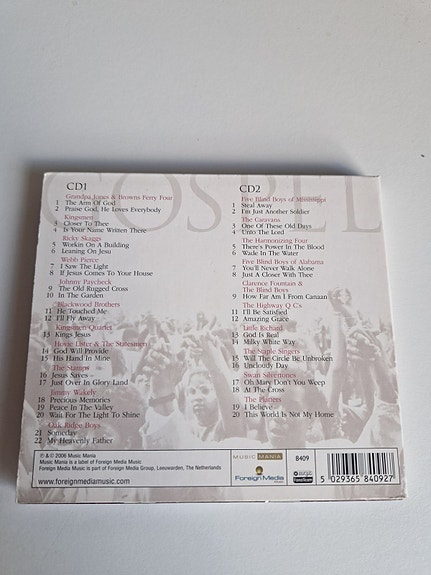 GOSPEL
CD1
Grandpa Jones & Browns Ferry Four
1 The Arm Of God
2 Praise God, He Loves Everybody
Kingsmen
3 Closer To Thee
4 Is Your Name Written There
Ricky Skaggs
5 Workin On A Building
6 Leaning On Jesu
Webb Pierce
7 I Saw The Light
8 If Jesus Comes To Your House
Johnny Paycheck
9 The Old Rugged Cross
10 In The Garden
Blackwood Brothers
11 He Touched Me
12 I'll Fly Away
Kingsmen Quartet
13 Kings Jesus
Hovie Lister & The Statesmen
14 God Will Provide
15 His Hand In Mine
The Stamps
16 Jesus Saves
17 Just Over In Glory Land
Jimmy Wakely
18 Precious Memories
19 Peace In The Valley
20 Wait For The Light To Shine
Oak Ridge Boys
21 Someday
22 My Heavenly Father
CD2
Five Blind Boys of Mississippi
1 Steal Away
2 I'm Just Another Soldier
The Caravans
3 One Of These Old Days
4 Unto The Lord
The Harmonizing Four
5 There's Power In The Blood
6 Wade In The Water
Five Blind Boys of Alabama
7 You'll Never Walk Alone
8 Just A Closer With Thee
Clarence Fountain &
The Blind Boys
9 How Far Am I From Canaan
The Highway Q C's
11 I'll Be Satisfied
12 Amazing Grace
Little Richard
13 God Is Real
14 Milky White Way
The Staple Singers
15 Will The Circle Be Unbroken
16 Uncloudy Day
Swan Silvertones
17 Oh Mary Don't You Weep
18 At The Cross
The Platters
19 I Believe
20 This World Is Not My Home
℗ & © 2006 Music Mania
Music Mania is a label of Foreign Media Music
Foreign Media Music is part of Foreign Media Group, Leeuwarden, The Netherlands
www.foreignmediamusic.com
MUSIC MANIA
Foreign Media
8409
5 029365 840927